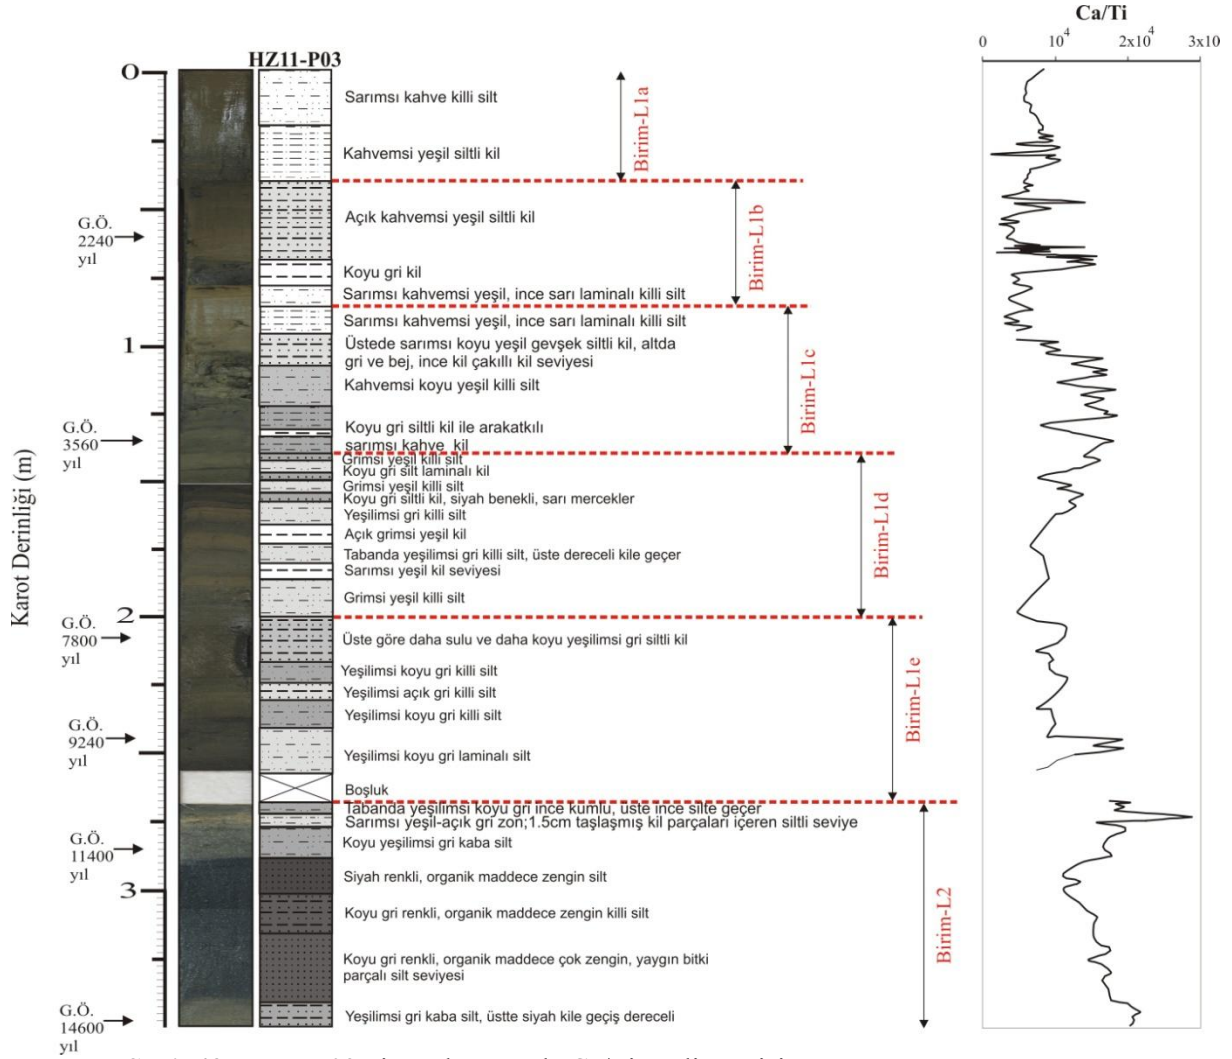 Ca/Ti
0
10⁴
2x10⁴
3x10
HZ11-P03
Karot Derinliği (m)
0
1
2
3
G.Ö.
2240
yıl
G.Ö.
3560
yıl
G.Ö.
7800
yıl
G.Ö.
9240
yıl
G.Ö.
11400
yıl
G.Ö.
14600
yıl
Sarımsı kahve killi silt
Kahvemsi yeşil siltli kil
Açık kahvemsi yeşil siltli kil
Koyu gri kil
Sarımsı kahvemsi yeşil, ince sarı laminalı killi silt
Sarımsı kahvemsi yeşil, ince sarı laminalı killi silt
Üstede sarımsı koyu yeşil gevşek siltli kil, altda
gri ve bej, ince kil çakıllı kil seviyesi
Kahvemsi koyu yeşil killi silt
Koyu gri siltli kil ile arakatkılı
sarımsı kahve kil
Grimsi yeşil killi silt
Koyu gri silt laminalı kil
Grimsi yeşil killi silt
Koyu gri siltli kil, siyah benekli, sarı mercekler
Yeşilimsi gri killi silt
Açık grimsi yeşil kil
Tabanda yeşilimsi gri killi silt, üste dereceli kile geçer
Sarımsı yeşil kil seviyesi
Grimsi yeşil killi silt
Üste göre daha sulu ve daha koyu yeşilimsi gri siltli kil
Yeşilimsi koyu gri killi silt
Yeşilimsi açık gri killi silt
Yeşilimsi koyu gri killi silt
Yeşilimsi koyu gri laminalı silt
Boşluk
Tabanda yeşilimsi koyu gri ince kumlu, üste ince silte geçer
Sarımsı yeşil-açık gri zon;1.5cm taşlaşmış kil parçaları içeren siltli seviye
Koyu yeşilimsi gri kaba silt
Siyah renkli, organik maddece zengin silt
Koyu gri renkli, organik maddece zengin killi silt
Koyu gri renkli, organik maddece çok zengin, yaygın bitki
parçalı silt seviyesi
Yeşilimsi gri kaba silt, üstte siyah kile geçiş dereceli
Birim-L1a
Birim-L1b
Birim-L1c
Birim-L1d
Birim-L1e
Birim-L2